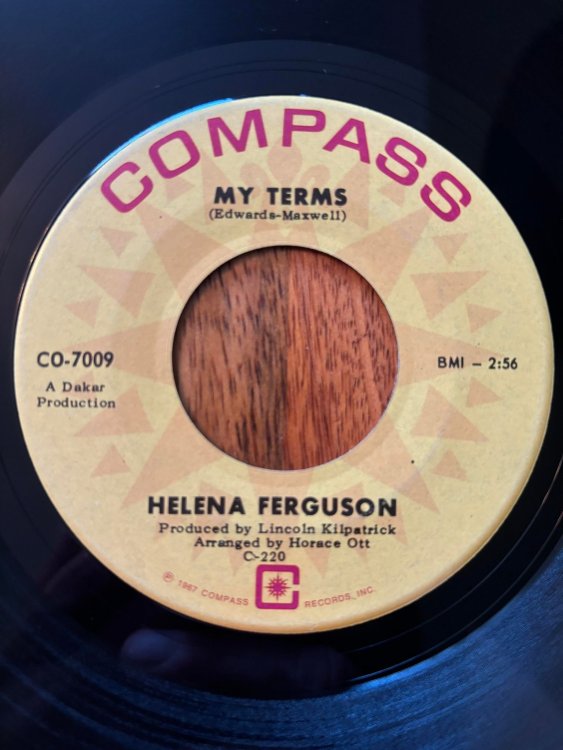 COMPASS
MY TERMS
(Edwards-Maxwell)
CO-7009
A Dakar
Production
BMI - 2:56
HELENA FERGUSON
Produced by Lincoln Kilpatrick
Arranged by Horace Ott
C-220
C
℗ 1967 COMPASS RECORDS, INC.